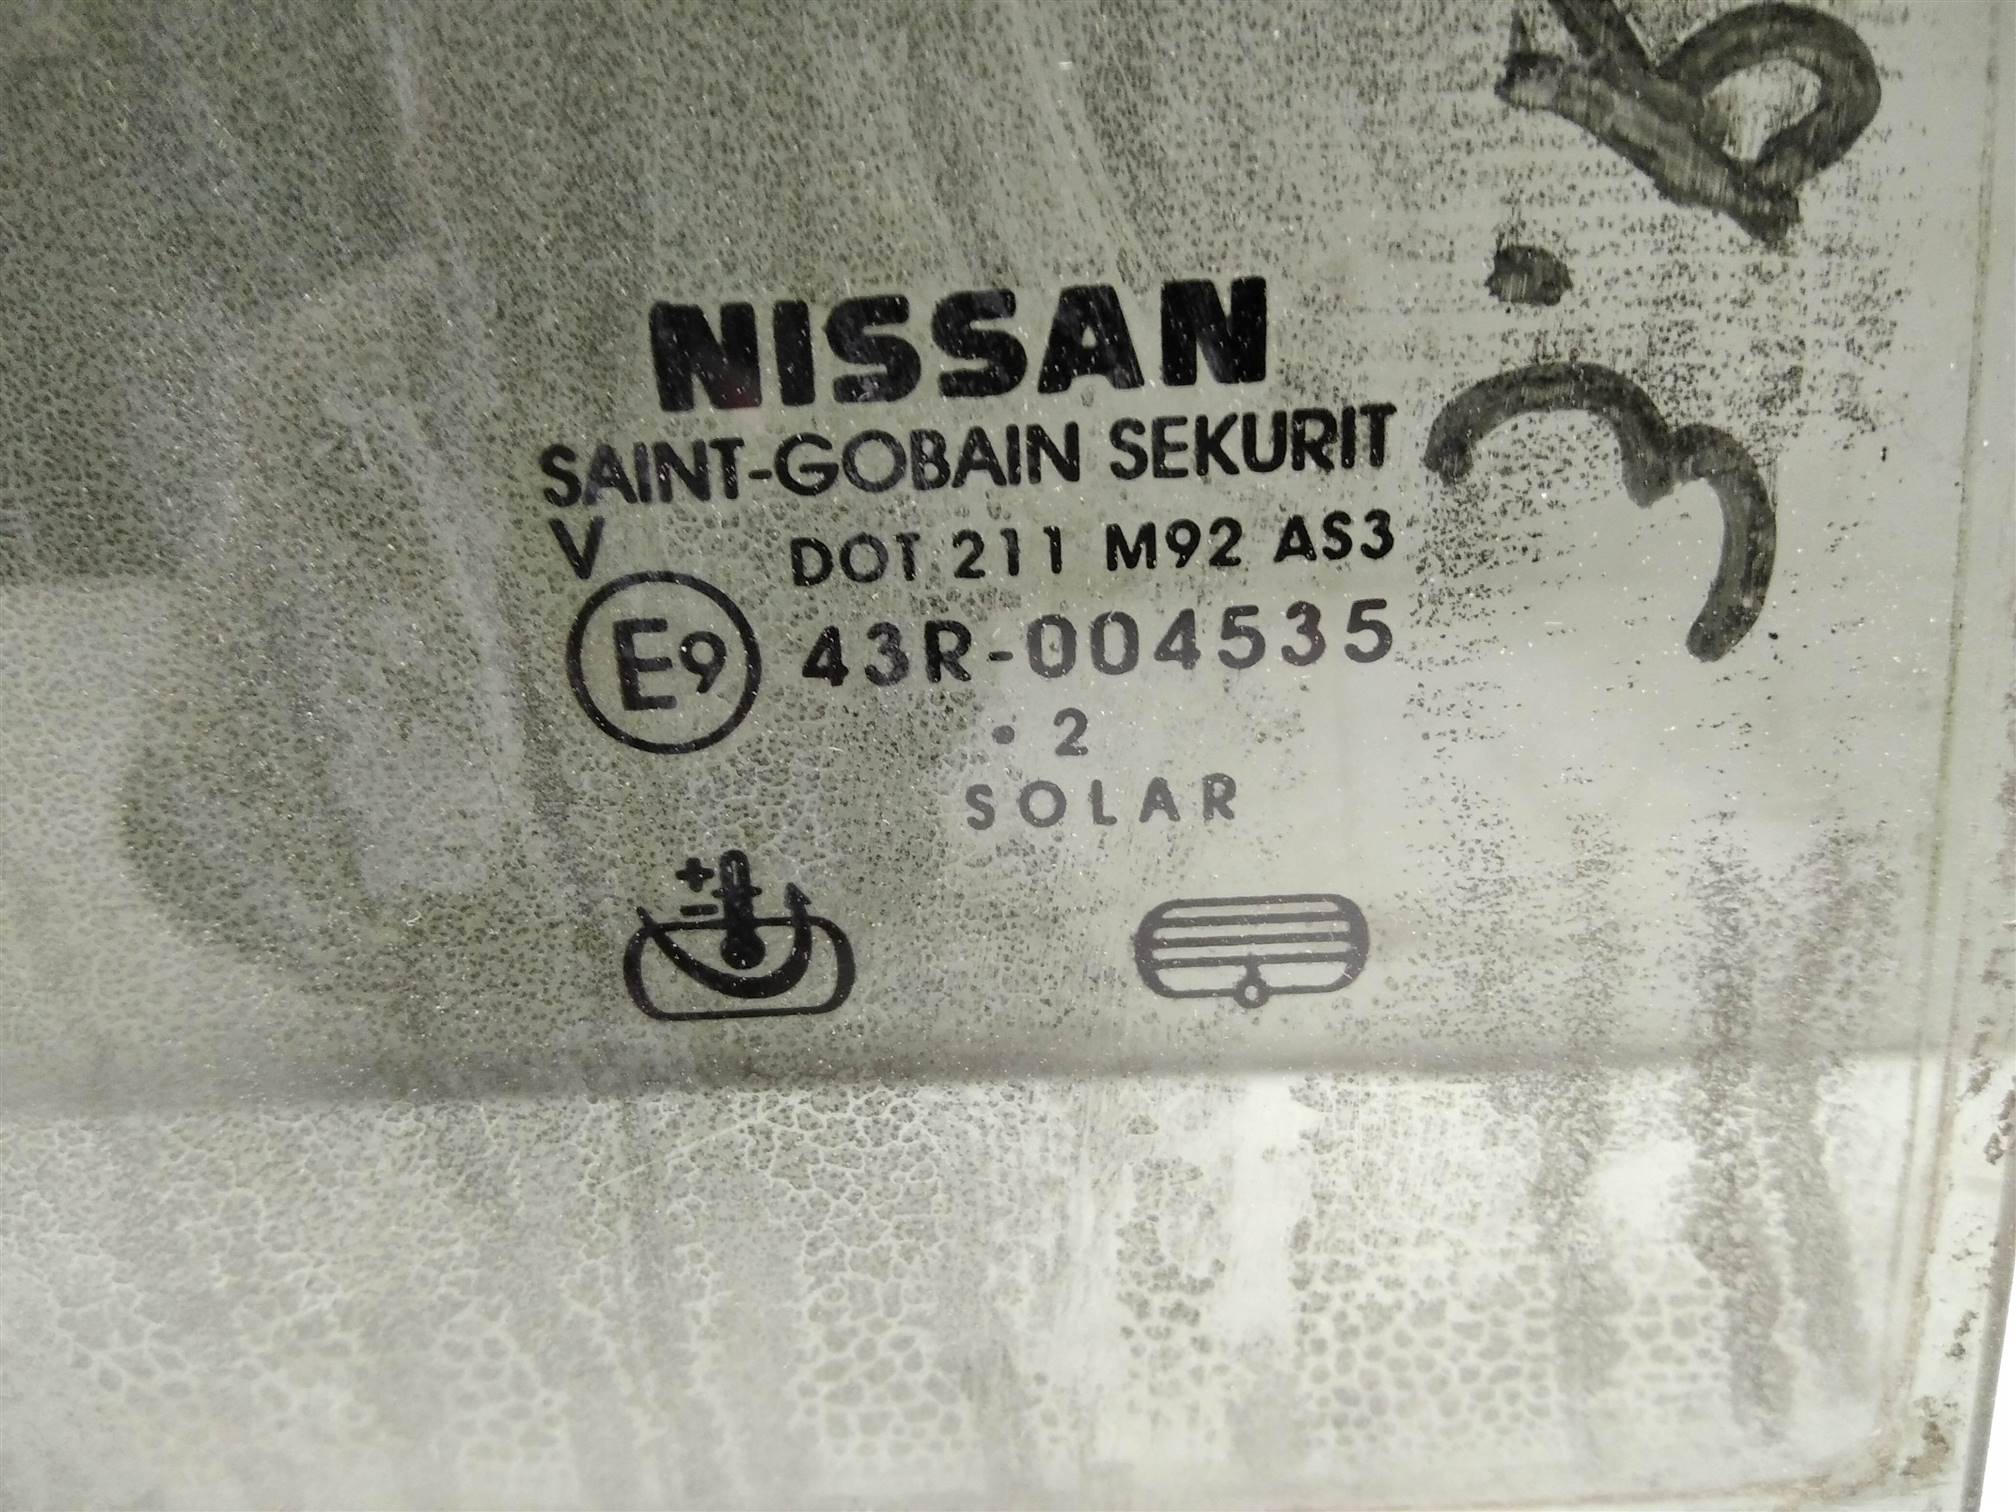 NISSAN
SAINT-GOBAIN SEKURIT
V DOT 211 M92 AS3
E9 43R-004535
• 2
SOLAR